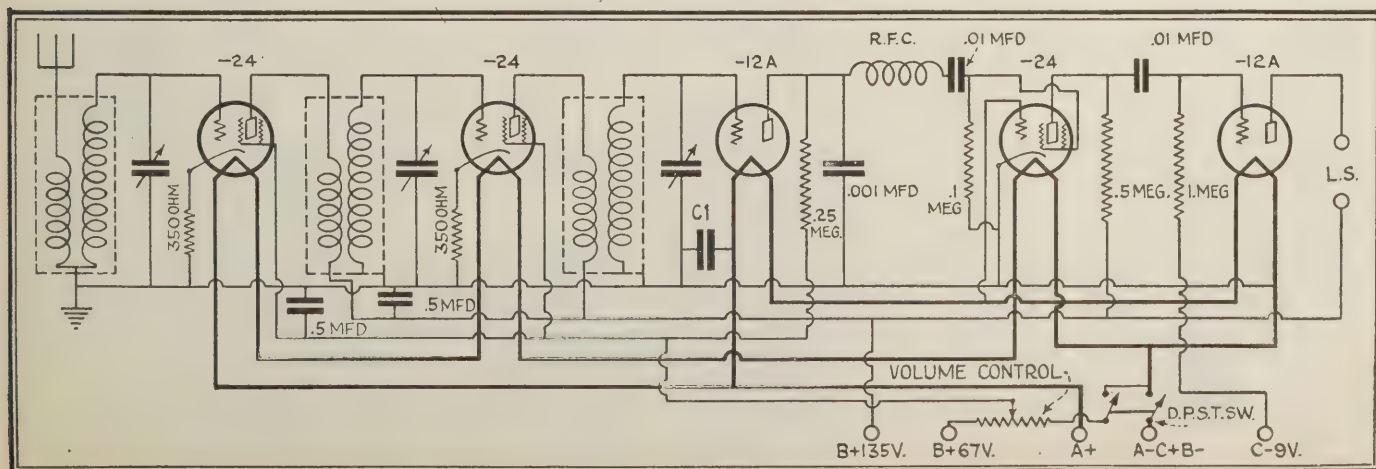 R.F.C.
.01 MFD
.01 MFD
-24
-24
-12A
-24
-12A
350 OHM
350 OHM
C1
.25
MEG.
.001 MFD
.1
MEG
.5 MEG.
1. MEG
L.S.
.5 MFD
.5 MFD
VOLUME CONTROL
D.P.S.T. SW.
B+135V.
B+67V.
A+
A-C+B-
C-9V.